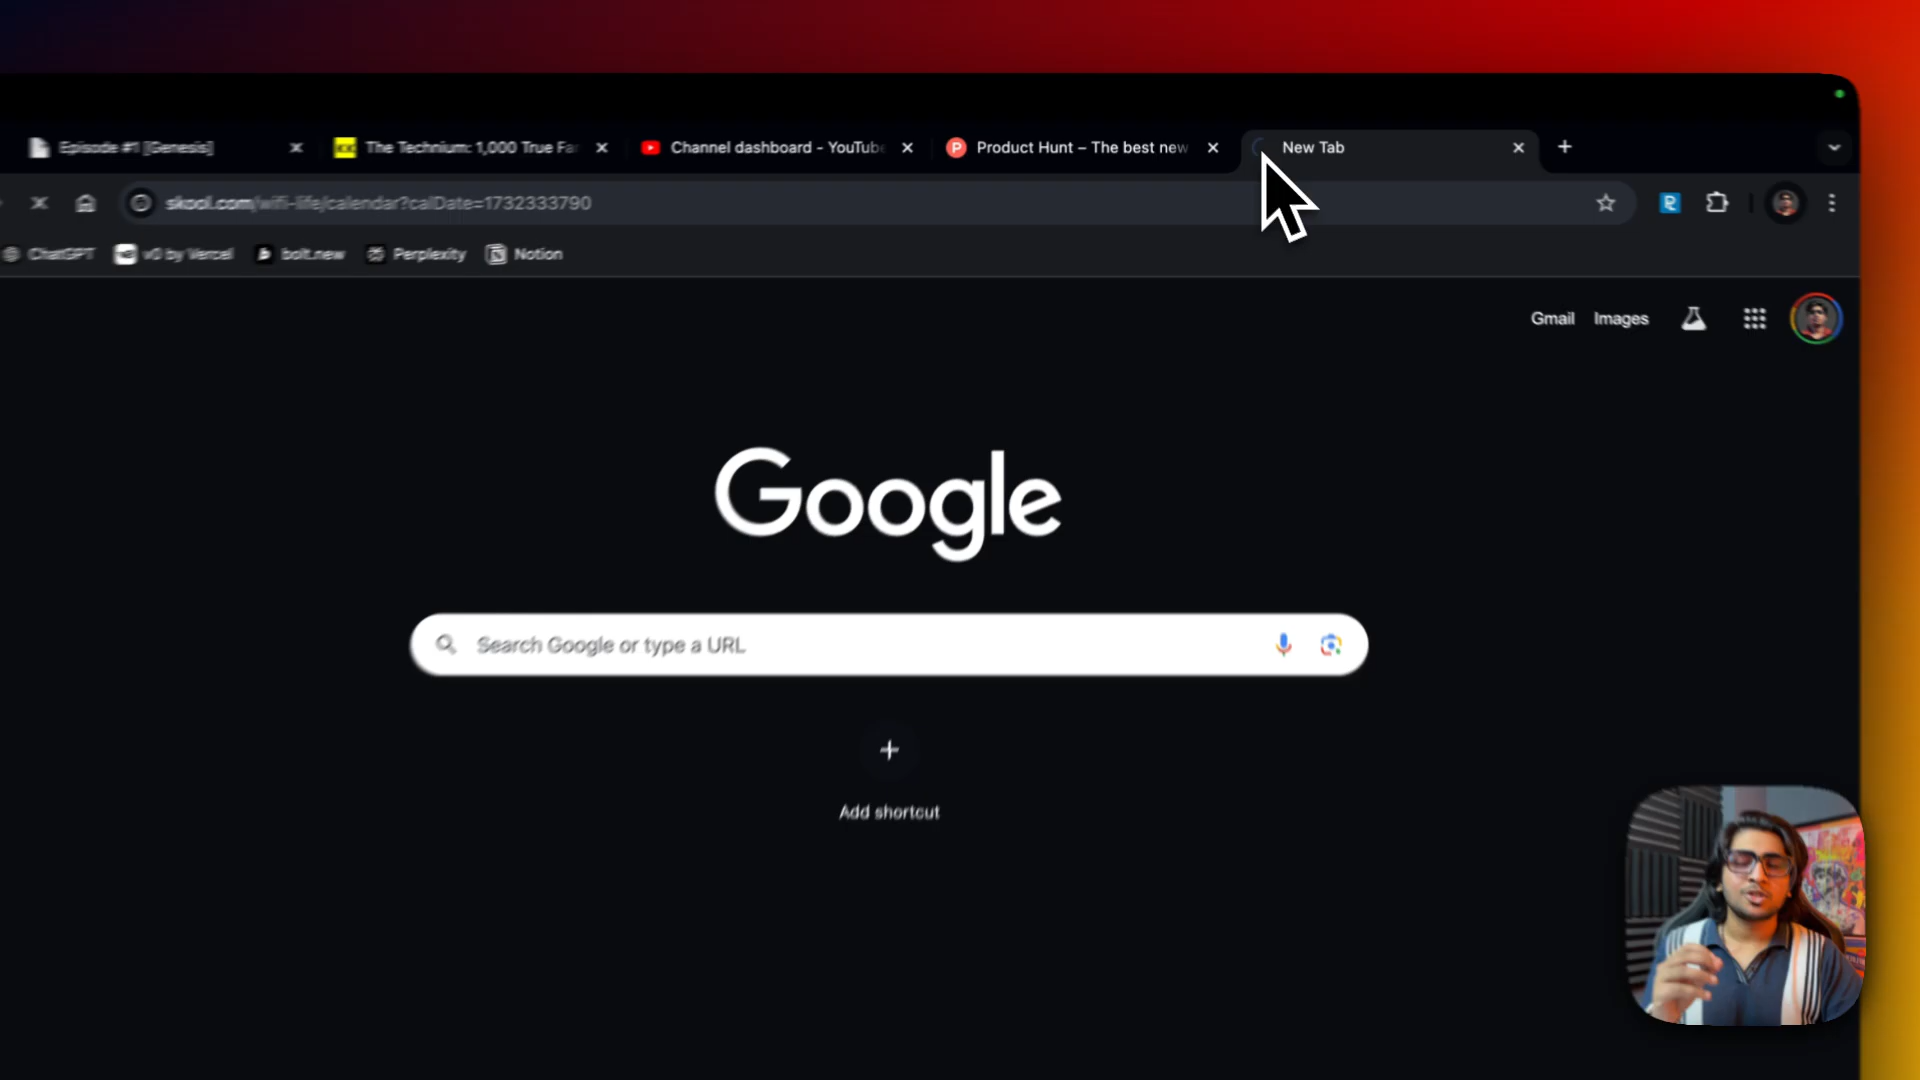 Episode #1 [Genesis]
The Technium: 1,000 True Fa
Channel dashboard - YouTube
Product Hunt – The best new
New Tab
skool.com/wifi-life/calendar?calDate=1732333790
ChatGPT
v0 by Vercel
bolt.new
Perplexity
Notion
Gmail
Images
Google
Search Google or type a URL
Add shortcut